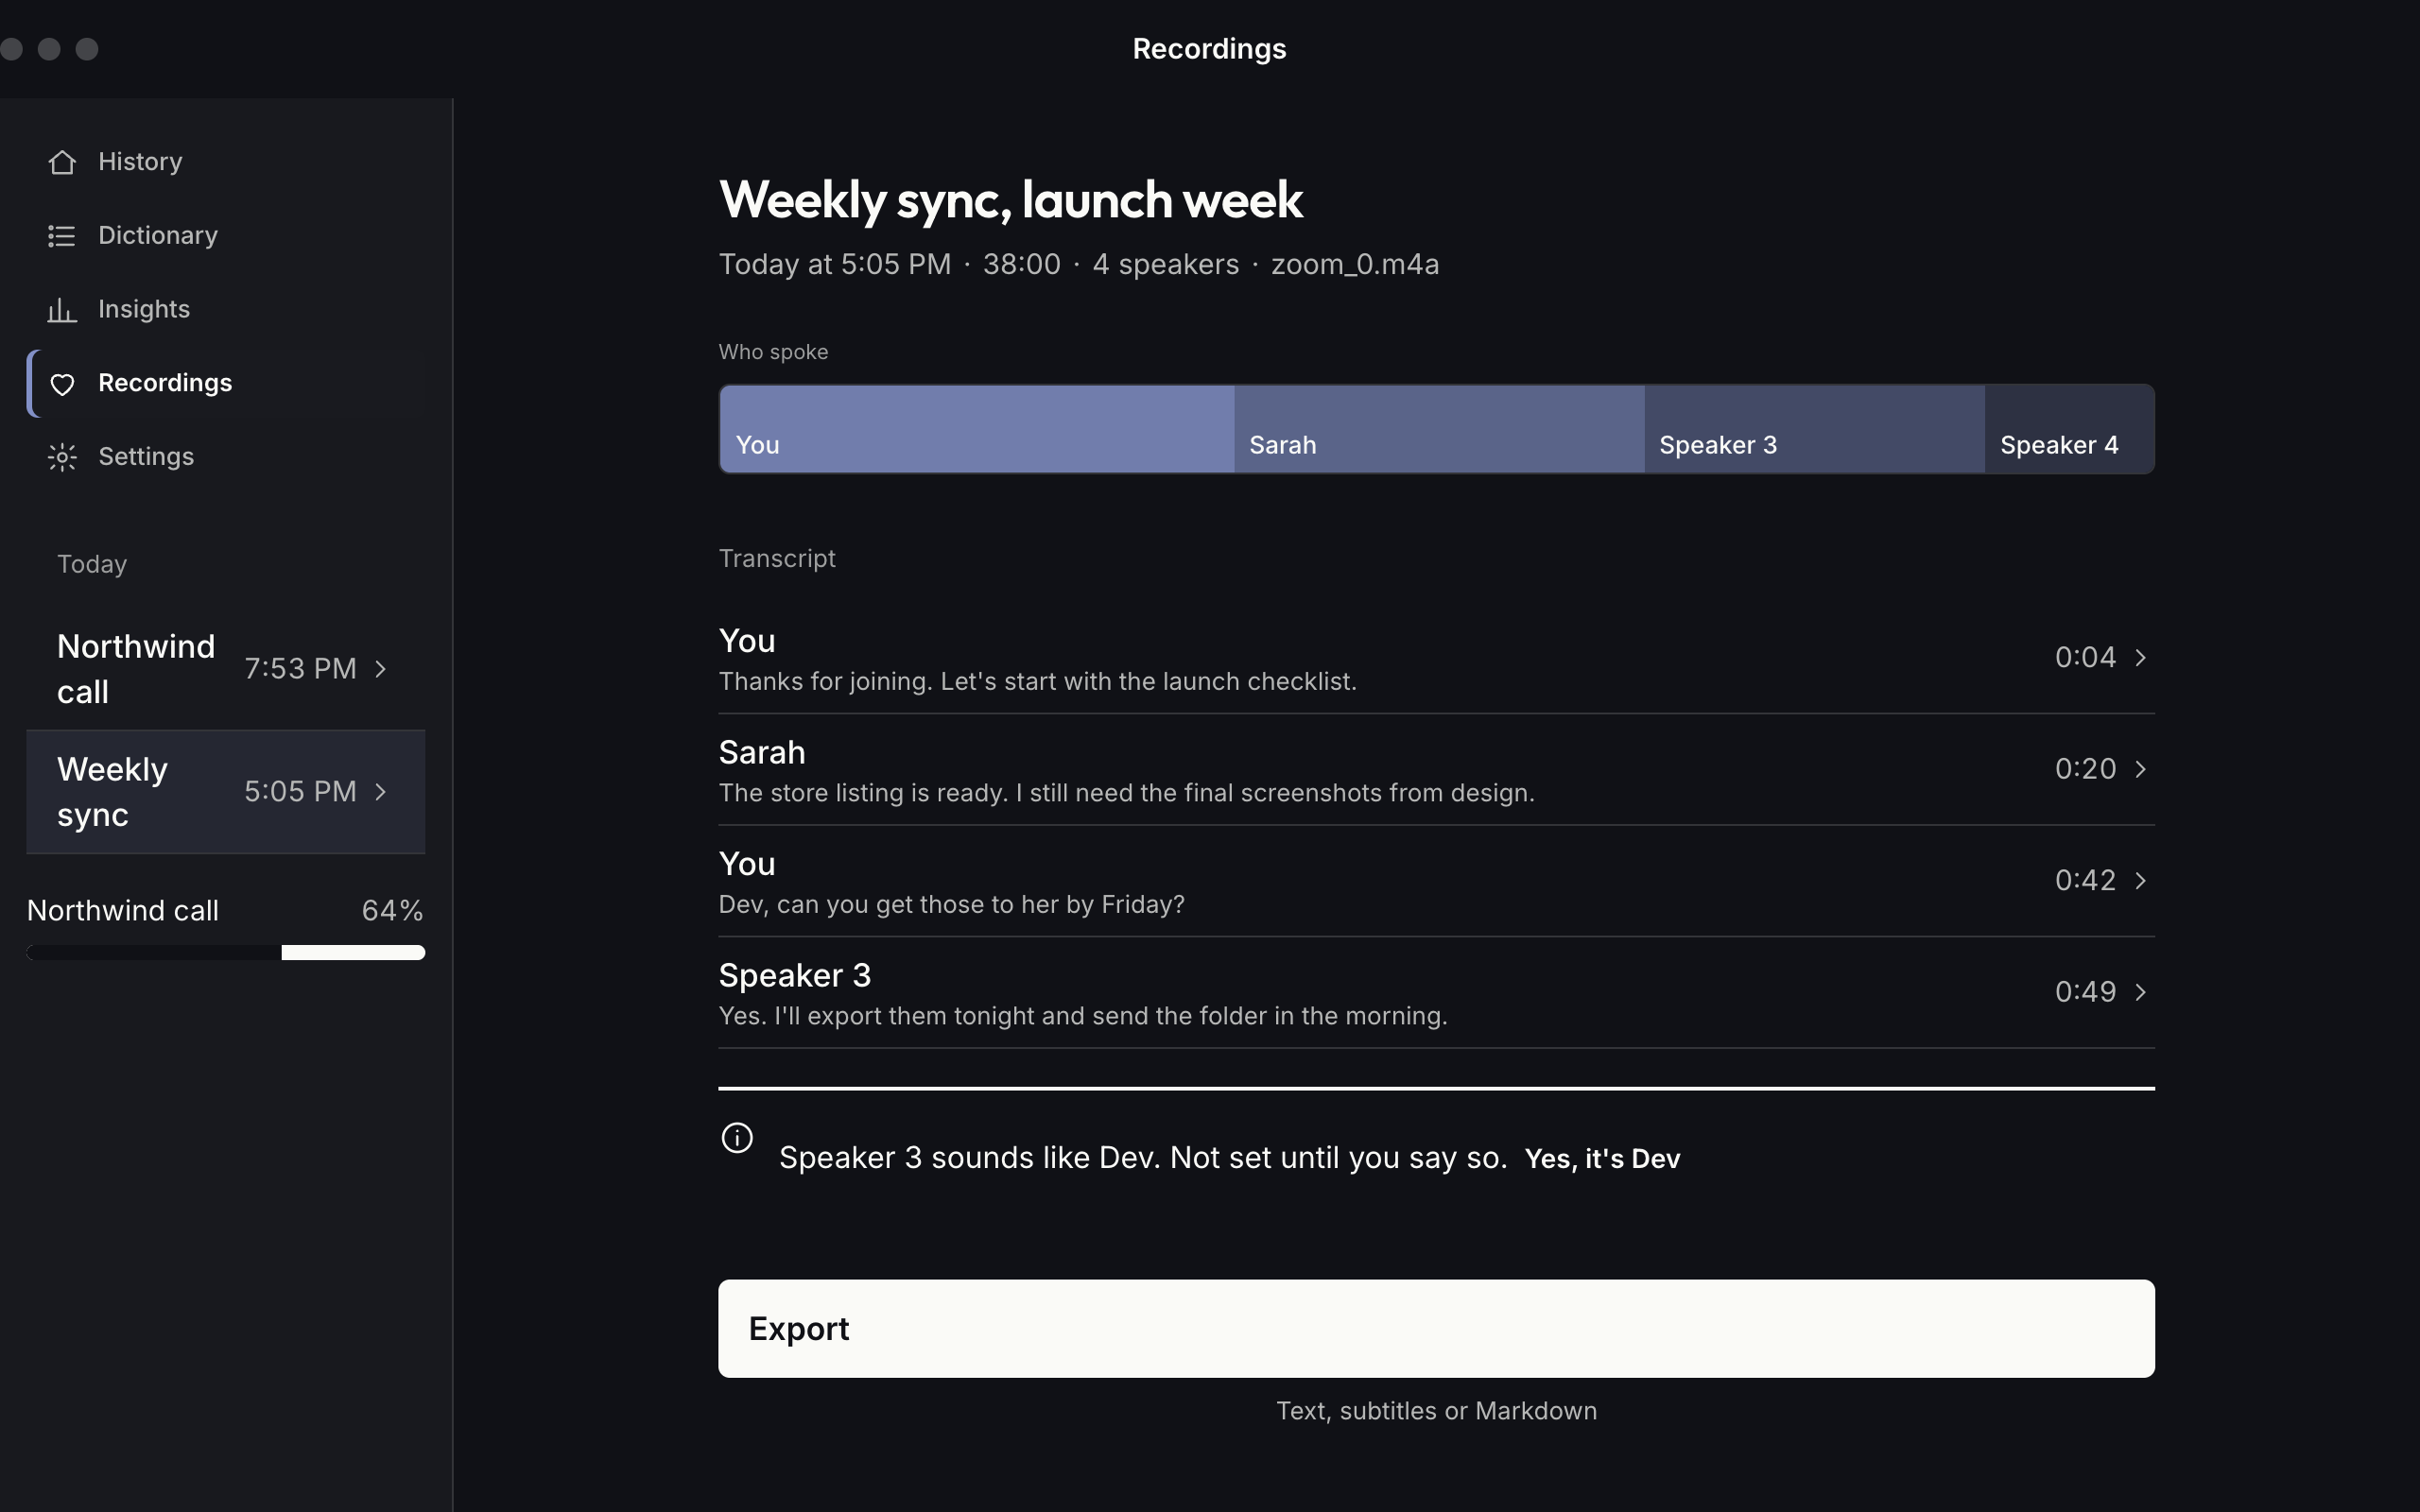 Recordings
History
Dictionary
Insights
Recordings
Settings
Today
Northwind call
7:53 PM
Weekly sync
5:05 PM
Northwind call 64%
Weekly sync, launch week
Today at 5:05 PM · 38:00 · 4 speakers · zoom_0.m4a
Who spoke
You Sarah Speaker 3 Speaker 4
Transcript
You
Thanks for joining. Let's start with the launch checklist.
0:04
Sarah
The store listing is ready. I still need the final screenshots from design.
0:20
You
Dev, can you get those to her by Friday?
0:42
Speaker 3
Yes. I'll export them tonight and send the folder in the morning.
0:49
Speaker 3 sounds like Dev. Not set until you say so. Yes, it's Dev
Export
Text, subtitles or Markdown